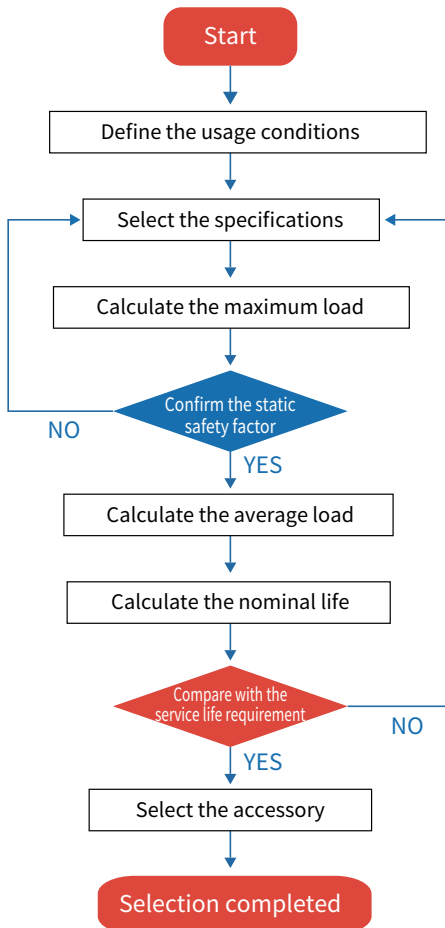 Start
Define the usage conditions
Select the specifications
Calculate the maximum load
Confirm the static
safety factor
NO
YES
Calculate the average load
Calculate the nominal life
Compare with the
service life requirement
NO
YES
Select the accessory
Selection completed